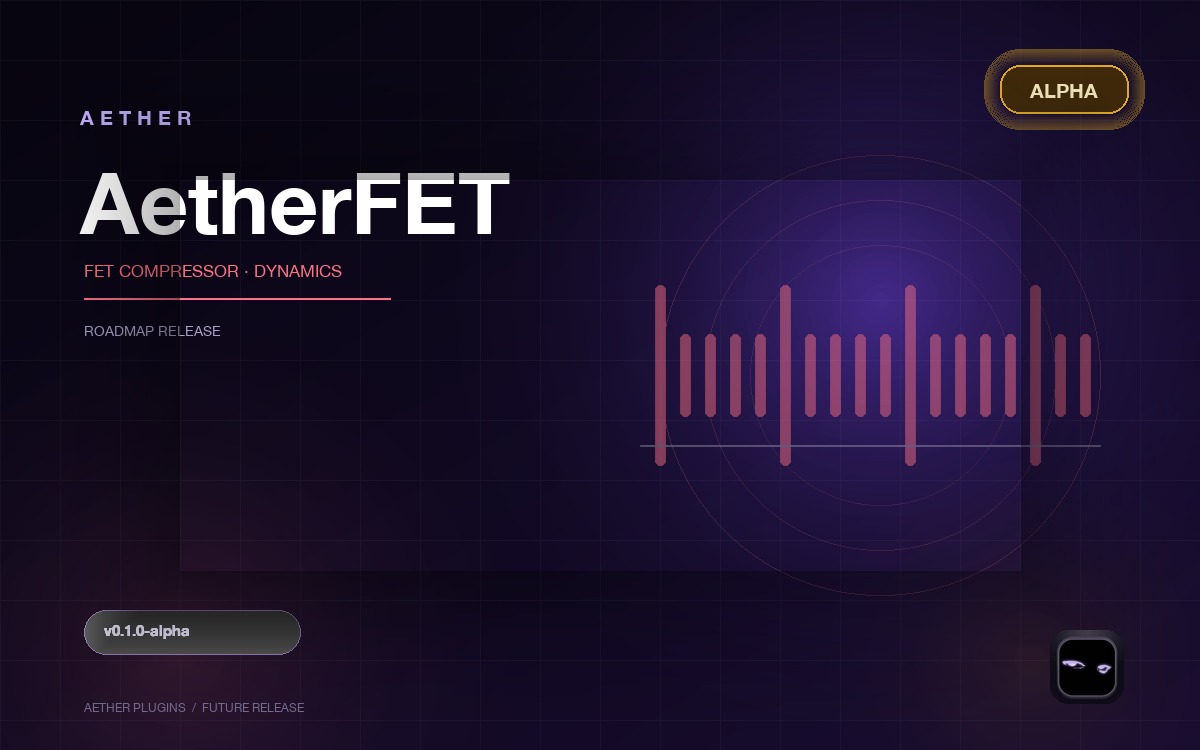 ALPHA
AETHER
AetherFET
FET COMPRESSOR · DYNAMICS
ROADMAP RELEASE
v0.1.0-alpha
AETHER PLUGINS / FUTURE RELEASE